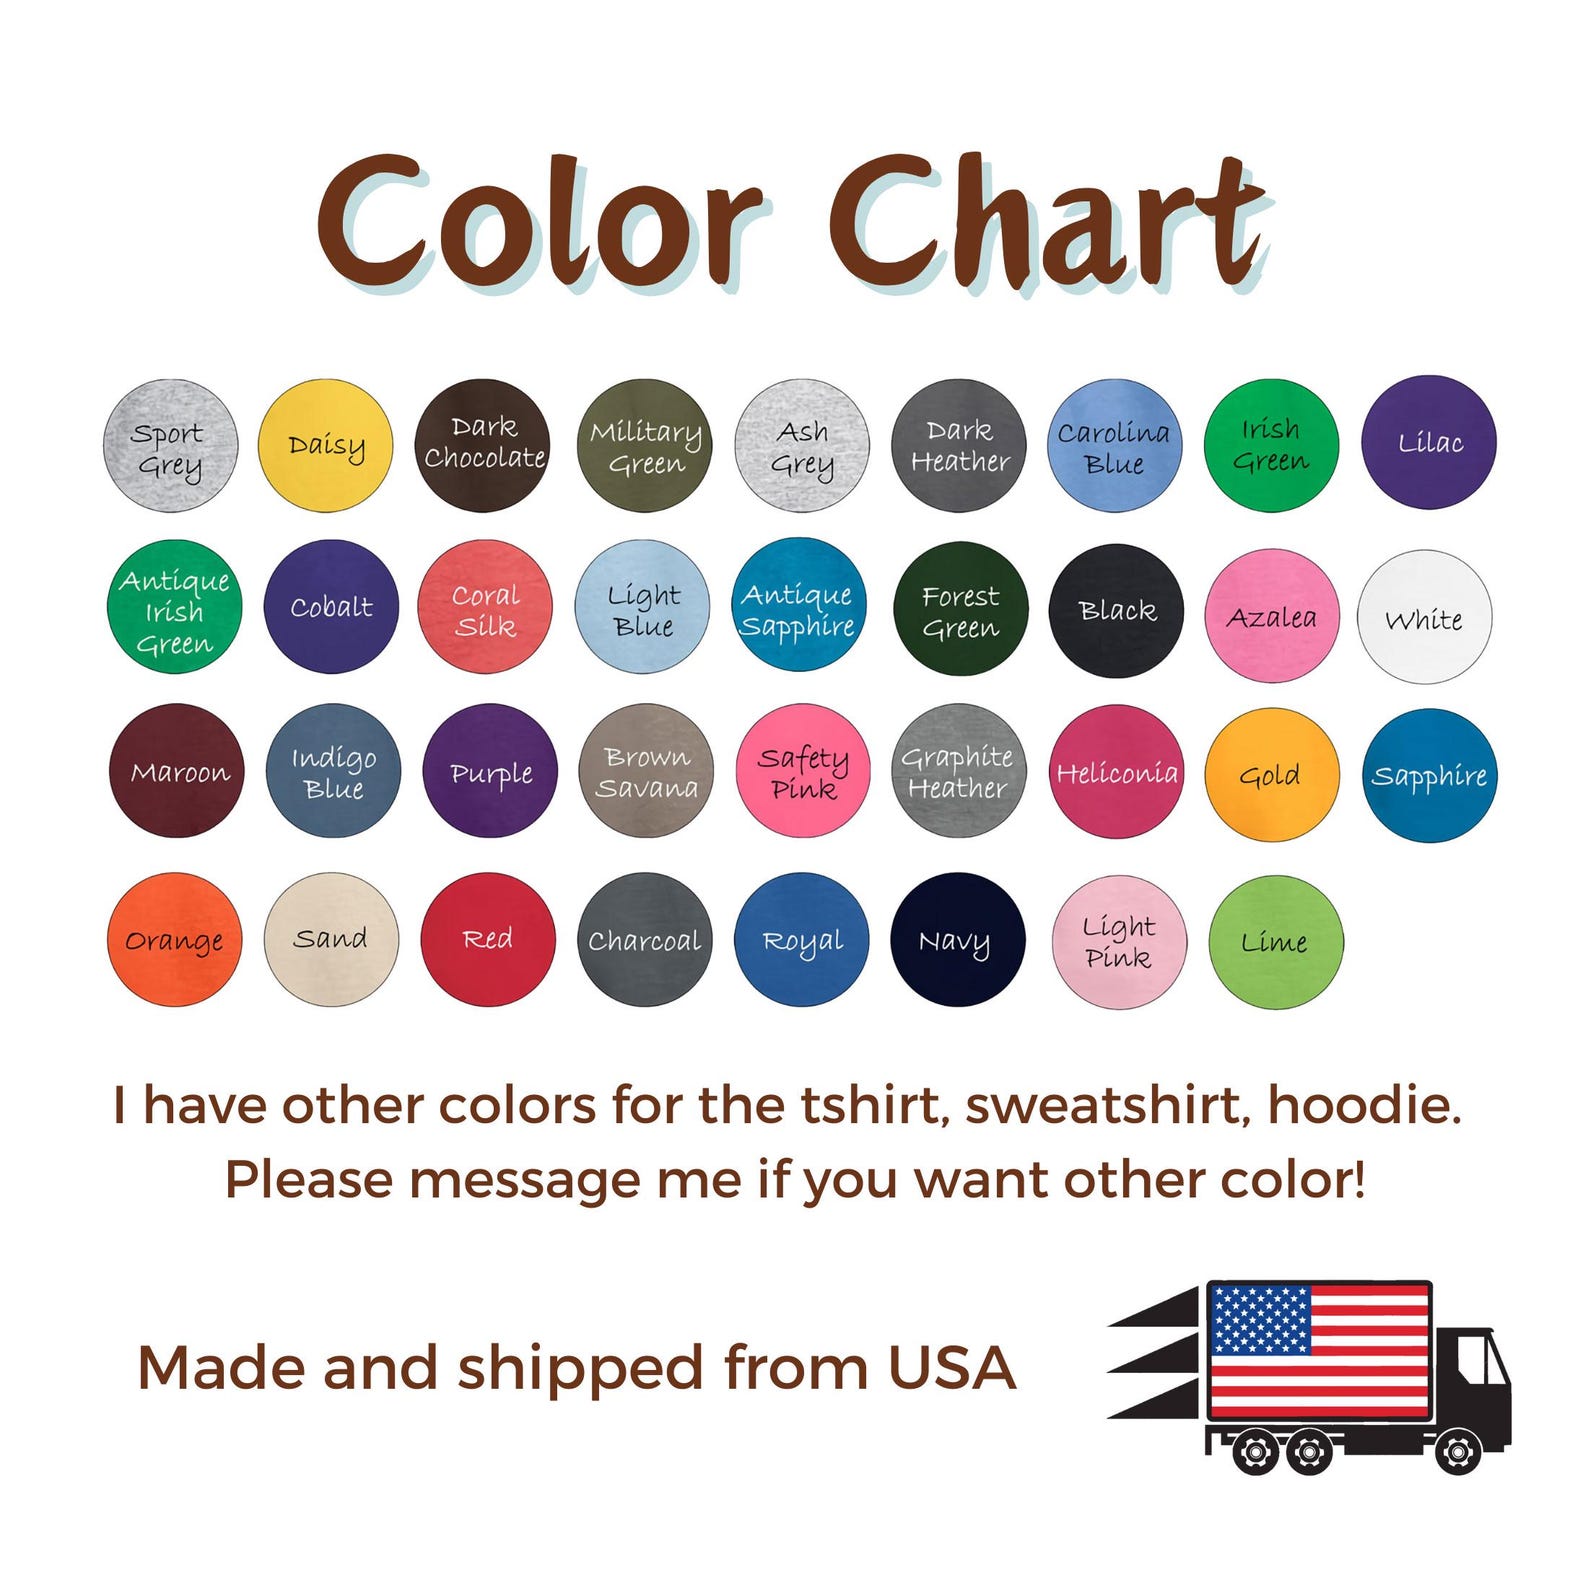 Color Chart
Sport
Grey
Daisy
Dark
Chocolate
Military
Green
Ash
Grey
Dark
Heather
Carolina
Blue
Irish
Green
Lilac
Antique
Irish
Green
Cobalt
Coral
Silk
Light
Blue
Antique
Sapphire
Forest
Green
Black
Azalea
White
Maroon
Indigo
Blue
Purple
Brown
Savana
Safety
Pink
Graphite
Heather
Heliconia
Gold
Sapphire
Orange
Sand
Red
Charcoal
Royal
Navy
Light
Pink
Lime
I have other colors for the tshirt, sweatshirt, hoodie.
Please message me if you want other color!
Made and shipped from USA